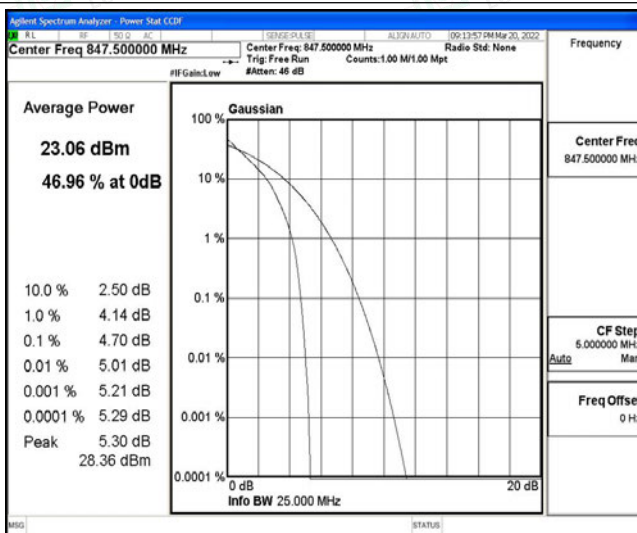 Agilent Spectrum Analyzer - Power Stat CCDF
RL RF 50 Ω AC SENSE:PULSE ALIGN AUTO 09:13:57 PM Mar 20, 2022
Center Freq 847.500000 MHz
Center Freq: 847.500000 MHz Radio Std: None
Trig: Free Run Counts:1.00 M/1.00 Mpt
#IFGain:Low #Atten: 46 dB
Frequency
Average Power
23.06 dBm
46.96 % at 0dB
10.0 % 2.50 dB
1.0 % 4.14 dB
0.1 % 4.70 dB
0.01 % 5.01 dB
0.001 % 5.21 dB
0.0001 % 5.29 dB
Peak 5.30 dB
28.36 dBm
Gaussian
100 %
10 %
1 %
0.1 %
0.01 %
0.001 %
0.0001 %
0 dB 20 dB
Info BW 25.000 MHz
Center Freq
847.500000 MHz
CF Step
5.000000 MHz
Auto Man
Freq Offset
0 Hz
MSG STATUS